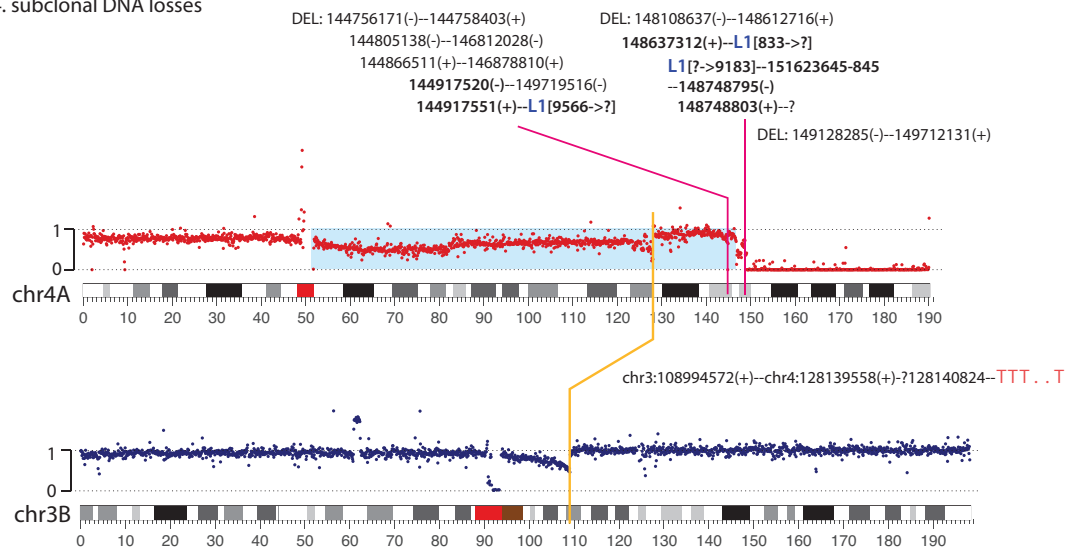 4. subclonal DNA losses
DEL: 144756171(-)--144758403(+)
144805138(-)--146812028(-)
144866511(+)--146878810(+)
144917520(-)--149719516(-)
144917551(+)--L1[9566->?]
DEL: 148108637(-)--148612716(+)
148637312(+)--L1[833->?]
L1[?->9183]--151623645-845
--148748795(-)
148748803(+)--?
DEL: 149128285(-)--149712131(+)
1
0
chr4A
0 10 20 30 40 50 60 70 80 90 100 110 120 130 140 150 160 170 180 190
chr3:108994572(+)--chr4:128139558(+)-?128140824--TTT . . T
1
0
chr3B
0 10 20 30 40 50 60 70 80 90 100 110 120 130 140 150 160 170 180 190